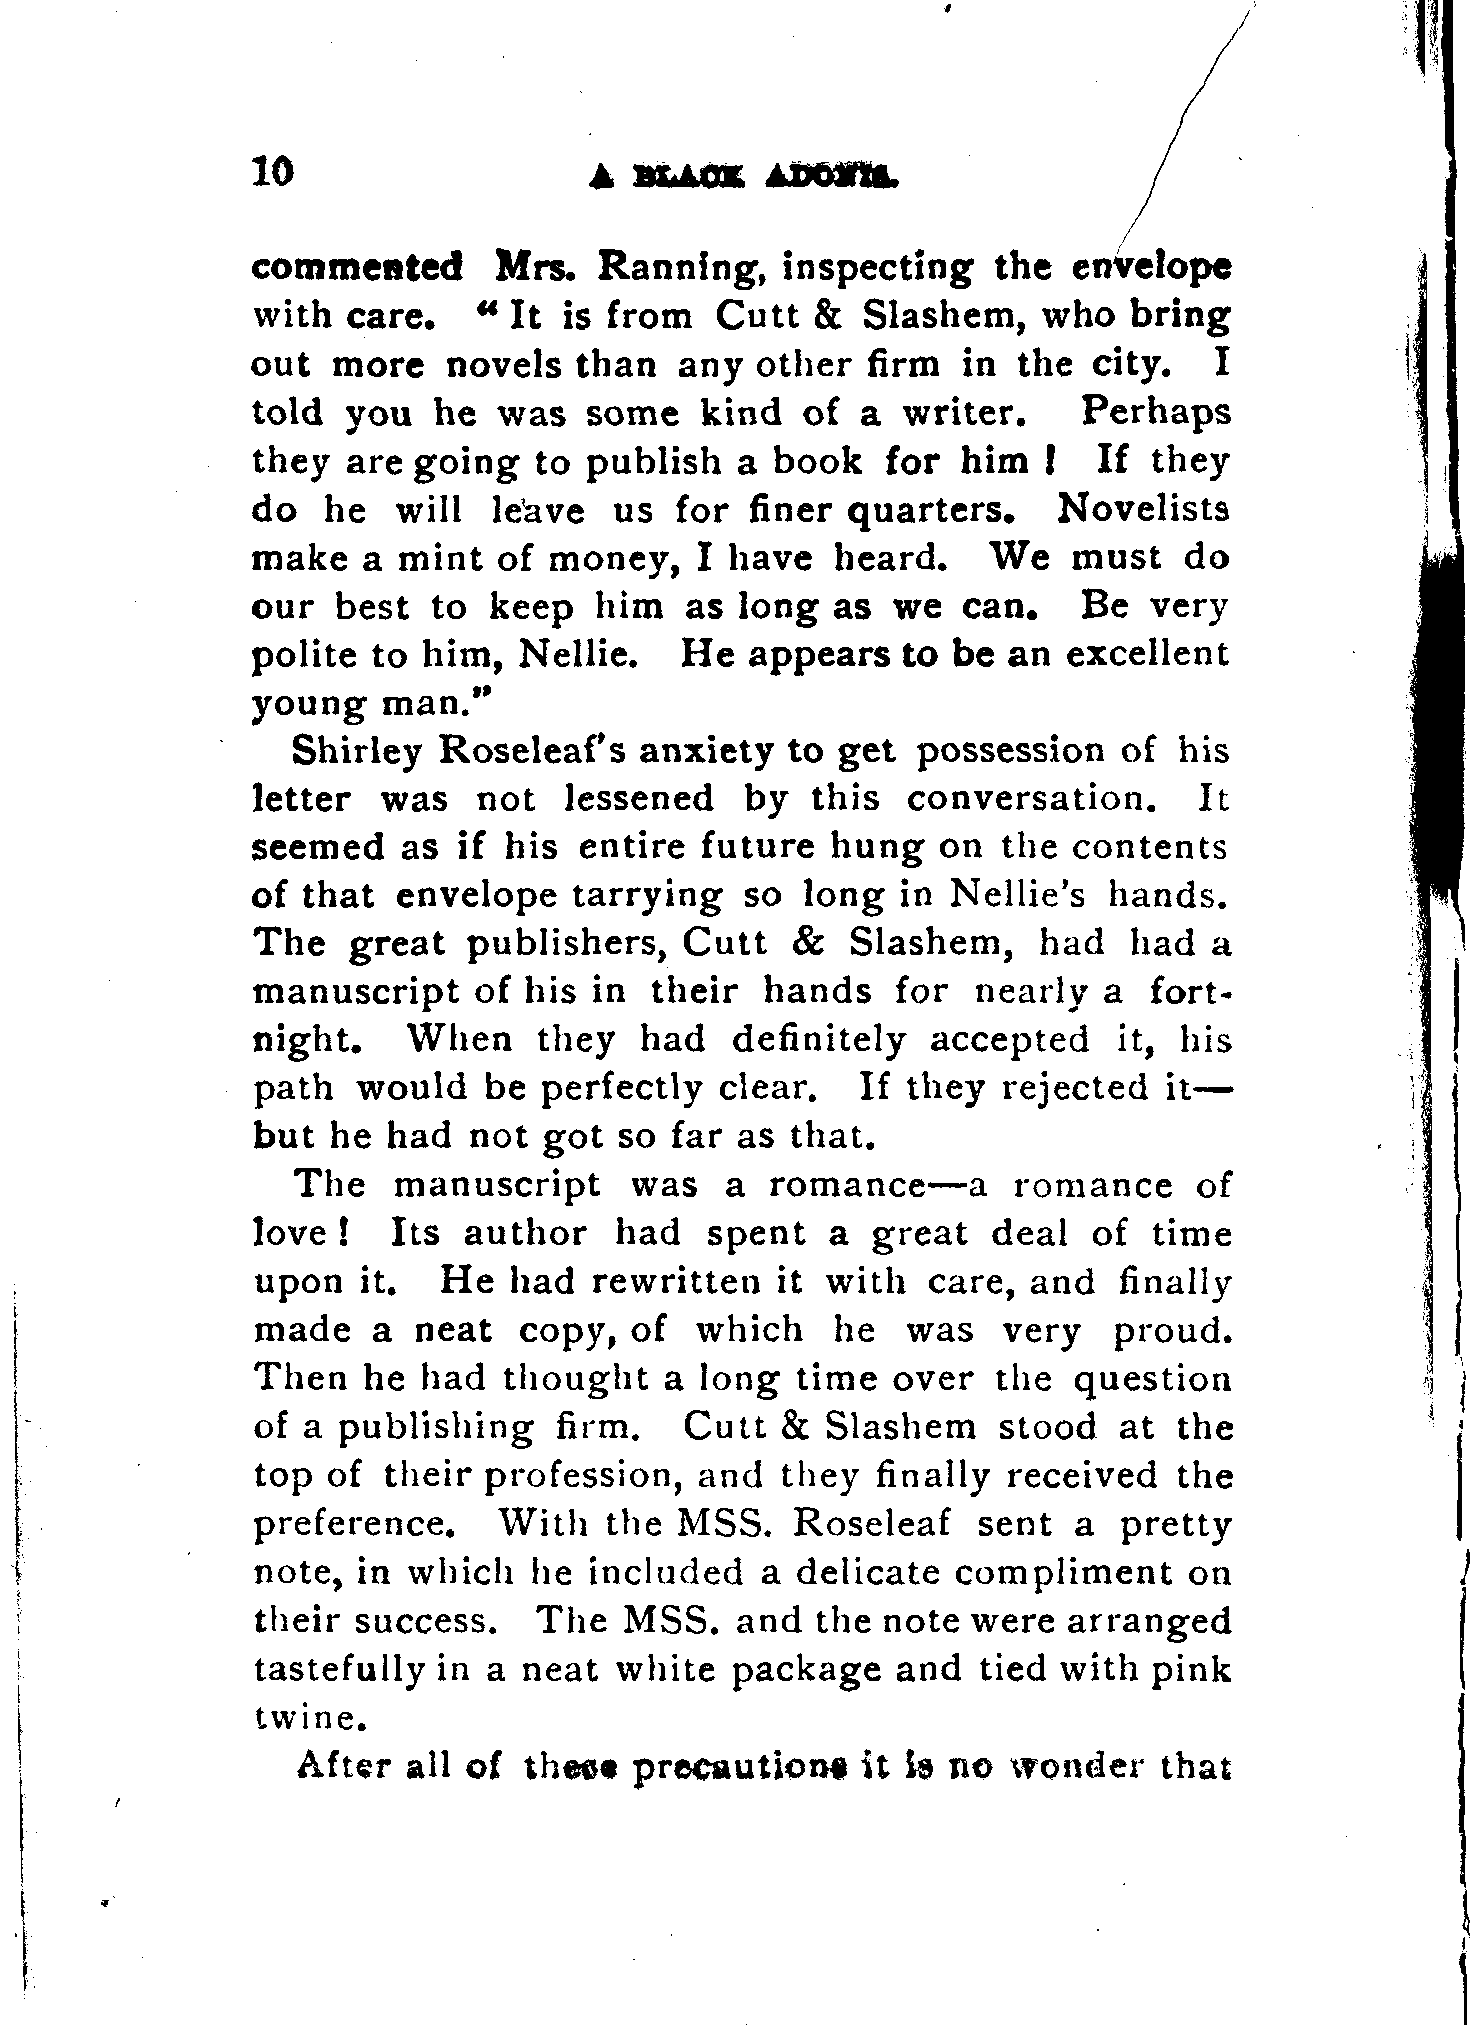 10 A BLACK ADONIS.
commented Mrs. Ranning, inspecting the envelope
with care. "It is from Cutt & Slashem, who bring
out more novels than any other firm in the city. I
told you he was some kind of a writer. Perhaps
they are going to publish a book for him! If they
do he will leave us for finer quarters. Novelists
make a mint of money, I have heard. We must do
our best to keep him as long as we can. Be very
polite to him, Nellie. He appears to be an excellent
young man."
Shirley Roseleaf's anxiety to get possession of his
letter was not lessened by this conversation. It
seemed as if his entire future hung on the contents
of that envelope tarrying so long in Nellie's hands.
The great publishers, Cutt & Slashem, had had a
manuscript of his in their hands for nearly a fort-
night. When they had definitely accepted it, his
path would be perfectly clear. If they rejected it—
but he had not got so far as that.
The manuscript was a romance—a romance of
love! Its author had spent a great deal of time
upon it. He had rewritten it with care, and finally
made a neat copy, of which he was very proud.
Then he had thought a long time over the question
of a publishing firm. Cutt & Slashem stood at the
top of their profession, and they finally received the
preference. With the MSS. Roseleaf sent a pretty
note, in which he included a delicate compliment on
their success. The MSS. and the note were arranged
tastefully in a neat white package and tied with pink
twine.
After all of these precautions it is no wonder that